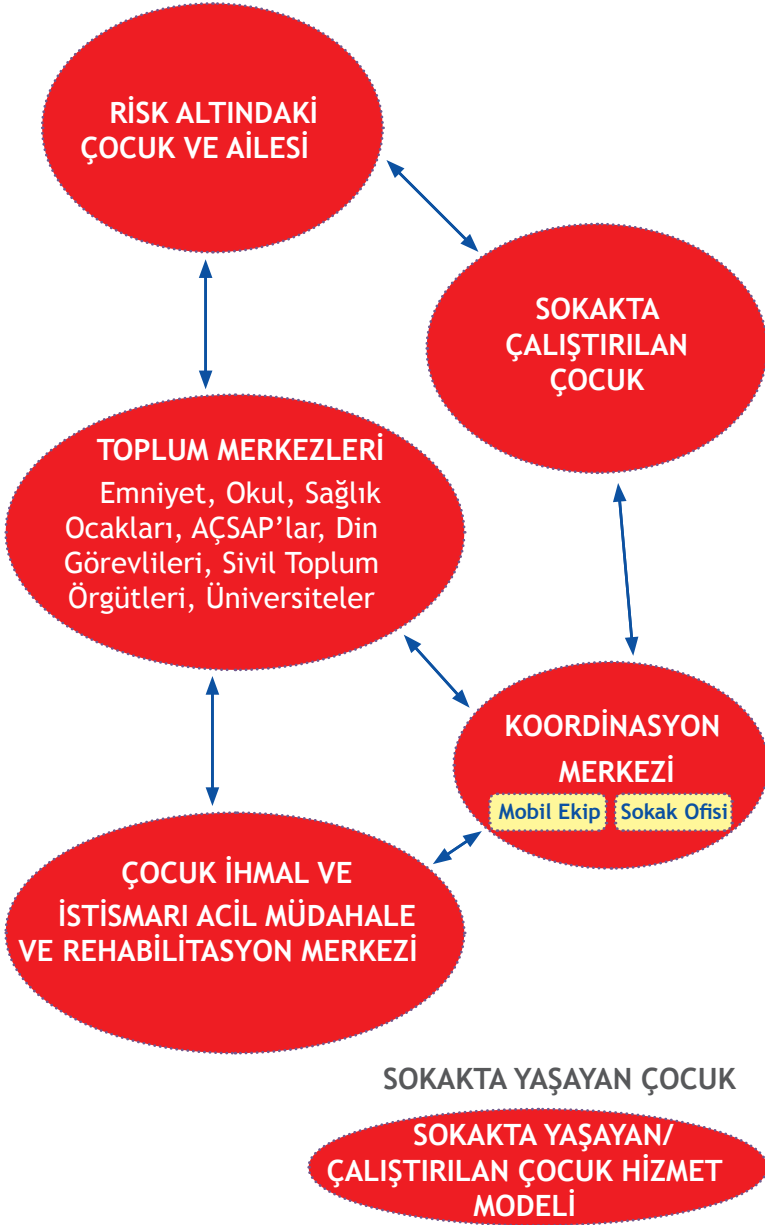 RİSK ALTINDAKİ
ÇOCUK VE AİLESİ
SOKAKTA
ÇALIŞTIRILAN
ÇOCUK
TOPLUM MERKEZLERİ
Emniyet, Okul, Sağlık
Ocakları, AÇSAP’lar, Din
Görevlileri, Sivil Toplum
Örgütleri, Üniversiteler
KOORDİNASYON
MERKEZİ
Mobil Ekip
Sokak Ofisi
ÇOCUK İHMAL VE
İSTİSMARI ACİL MÜDAHALE
VE REHABİLİTASYON MERKEZİ
SOKAKTA YAŞAYAN ÇOCUK
SOKAKTA YAŞAYAN/
ÇALIŞTIRILAN ÇOCUK HİZMET
MODELİ